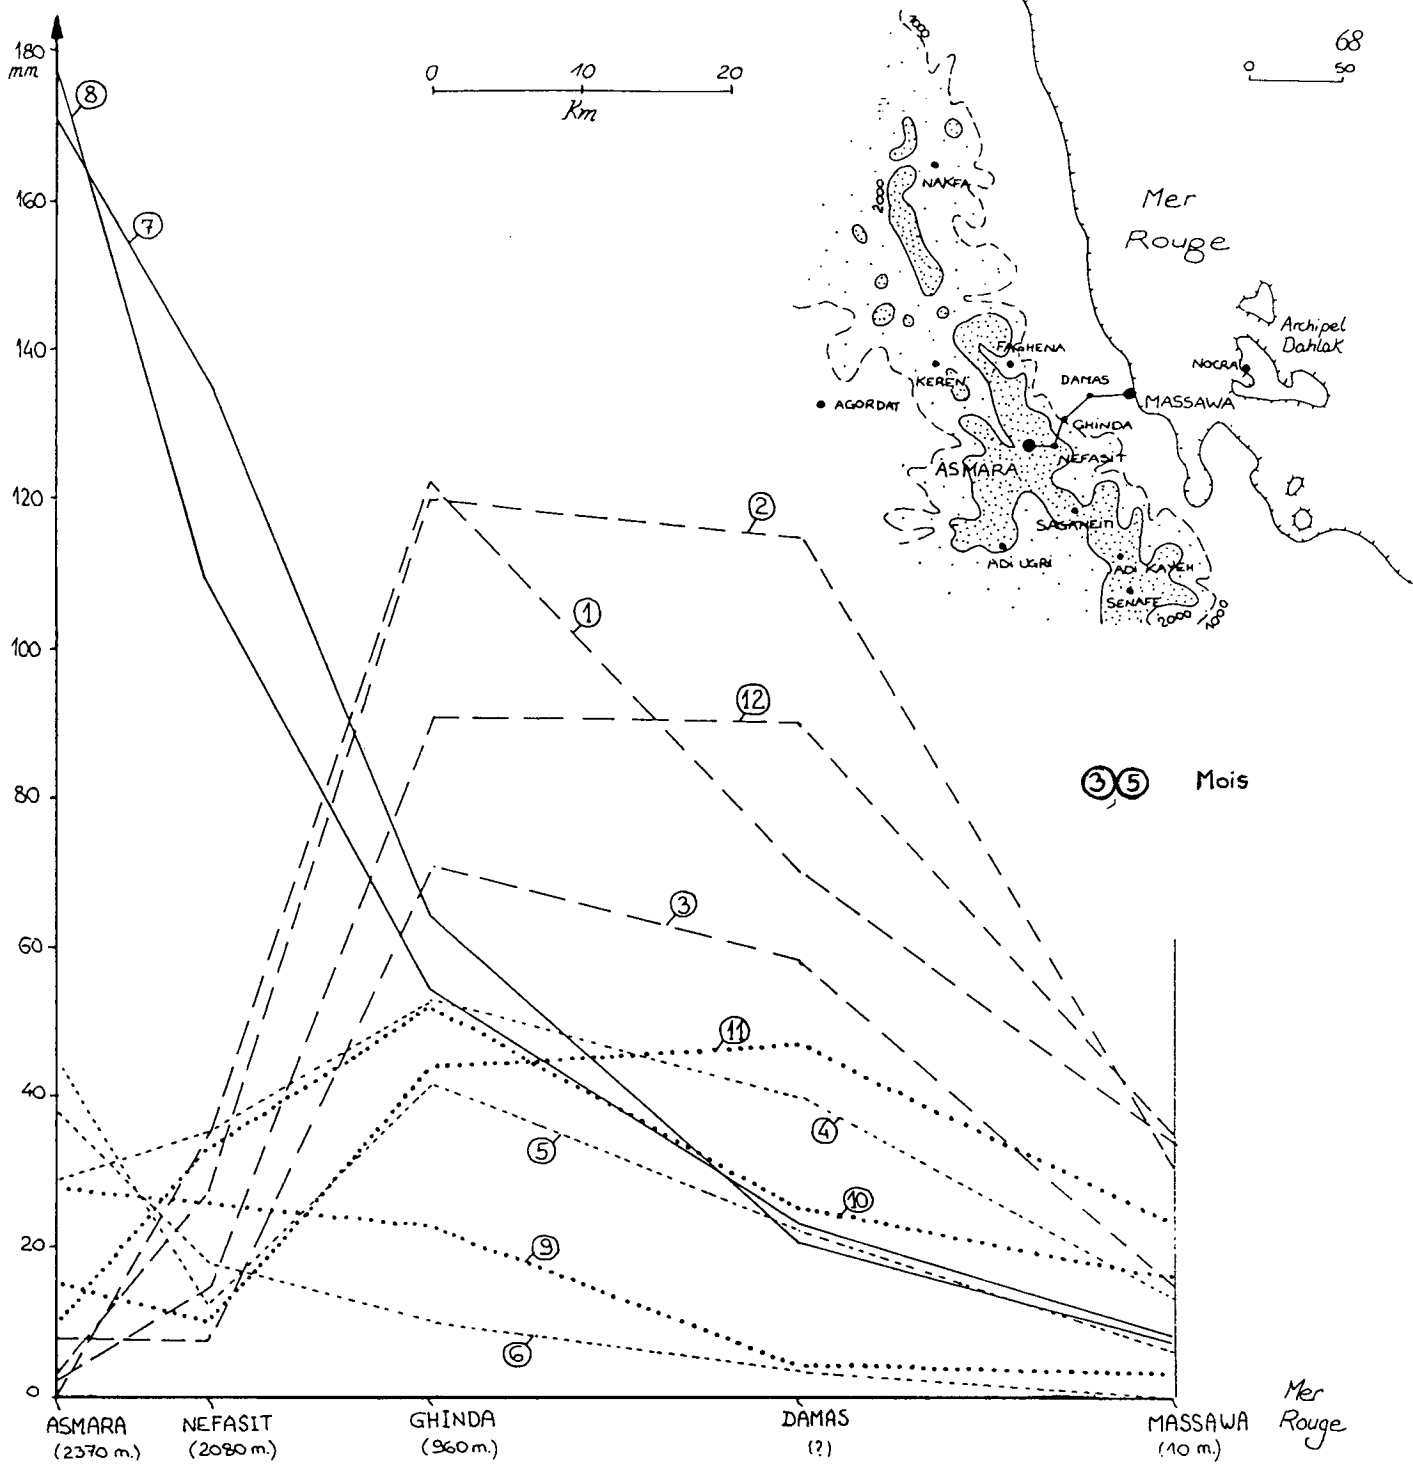 180
mm
160
140
120
100
80
60
40
20
0
8
7
2
1
12
3
11
4
5
10
9
6
0 10 20
Km
68
0 50
1000
2000
NAKFA
Mer
Rouge
Archipel
Dahlak
NOCRA
FAGHENA
KEREN
DAMAS
AGORDAT
MASSAWA
GHINDA
NEFASIT
ASMARA
SAGANEITI
ADI UGRI
ADI KAYEH
SENAFE
2000
1000
3 5 Mois
ASMARA
(2370 m.)
NEFASIT
(2080 m.)
GHINDA
(960 m.)
DAMAS
(?)
MASSAWA
(10 m.)
Mer
Rouge